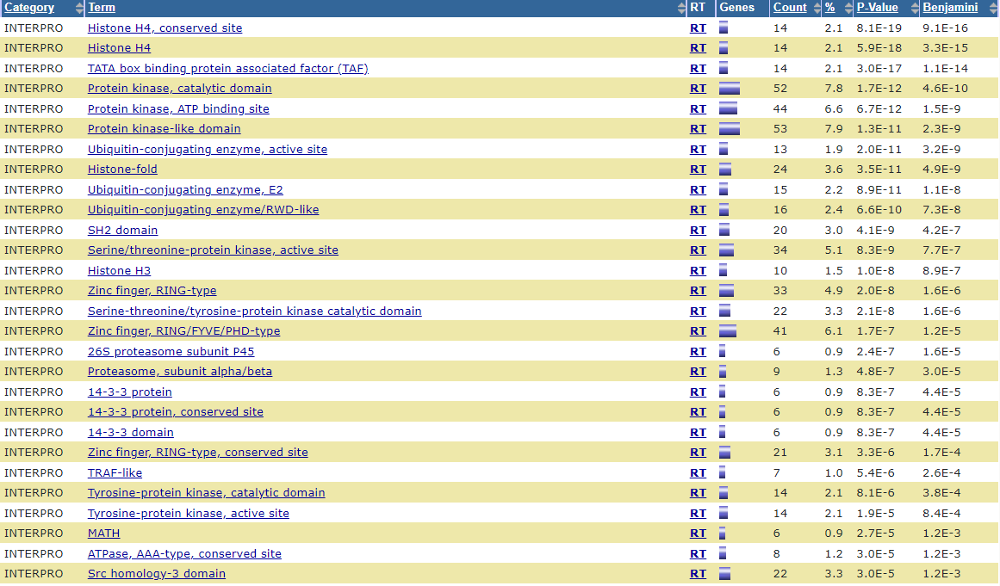 Category Term RT Genes Count % P-Value Benjamini
INTERPRO Histone H4, conserved site RT 14 2.1 8.1E-19 9.1E-16
INTERPRO Histone H4 RT 14 2.1 5.9E-18 3.3E-15
INTERPRO TATA box binding protein associated factor (TAF) RT 14 2.1 3.0E-17 1.1E-14
INTERPRO Protein kinase, catalytic domain RT 52 7.8 1.7E-12 4.6E-10
INTERPRO Protein kinase, ATP binding site RT 44 6.6 6.7E-12 1.5E-9
INTERPRO Protein kinase-like domain RT 53 7.9 1.3E-11 2.3E-9
INTERPRO Ubiquitin-conjugating enzyme, active site RT 13 1.9 2.0E-11 3.2E-9
INTERPRO Histone-fold RT 24 3.6 3.5E-11 4.9E-9
INTERPRO Ubiquitin-conjugating enzyme, E2 RT 15 2.2 8.9E-11 1.1E-8
INTERPRO Ubiquitin-conjugating enzyme/RWD-like RT 16 2.4 6.6E-10 7.3E-8
INTERPRO SH2 domain RT 20 3.0 4.1E-9 4.2E-7
INTERPRO Serine/threonine-protein kinase, active site RT 34 5.1 8.3E-9 7.7E-7
INTERPRO Histone H3 RT 10 1.5 1.0E-8 8.9E-7
INTERPRO Zinc finger, RING-type RT 33 4.9 2.0E-8 1.6E-6
INTERPRO Serine-threonine/tyrosine-protein kinase catalytic domain RT 22 3.3 2.1E-8 1.6E-6
INTERPRO Zinc finger, RING/FYVE/PHD-type RT 41 6.1 1.7E-7 1.2E-5
INTERPRO 26S proteasome subunit P45 RT 6 0.9 2.4E-7 1.6E-5
INTERPRO Proteasome, subunit alpha/beta RT 9 1.3 4.8E-7 3.0E-5
INTERPRO 14-3-3 protein RT 6 0.9 8.3E-7 4.4E-5
INTERPRO 14-3-3 protein, conserved site RT 6 0.9 8.3E-7 4.4E-5
INTERPRO 14-3-3 domain RT 6 0.9 8.3E-7 4.4E-5
INTERPRO Zinc finger, RING-type, conserved site RT 21 3.1 3.3E-6 1.7E-4
INTERPRO TRAF-like RT 7 1.0 5.4E-6 2.6E-4
INTERPRO Tyrosine-protein kinase, catalytic domain RT 14 2.1 8.1E-6 3.8E-4
INTERPRO Tyrosine-protein kinase, active site RT 14 2.1 1.9E-5 8.4E-4
INTERPRO MATH RT 6 0.9 2.7E-5 1.2E-3
INTERPRO ATPase, AAA-type, conserved site RT 8 1.2 3.0E-5 1.2E-3
INTERPRO Src homology-3 domain RT 22 3.3 3.0E-5 1.2E-3